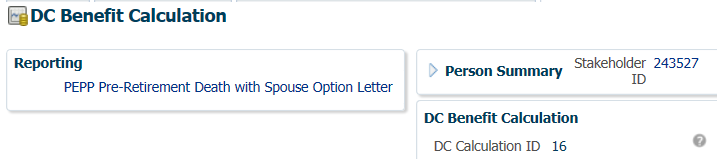 DC Benefit Calculation
Reporting
PEPP Pre-Retirement Death with Spouse Option Letter
Person Summary
Stakeholder ID 243527
DC Benefit Calculation
DC Calculation ID 16
?